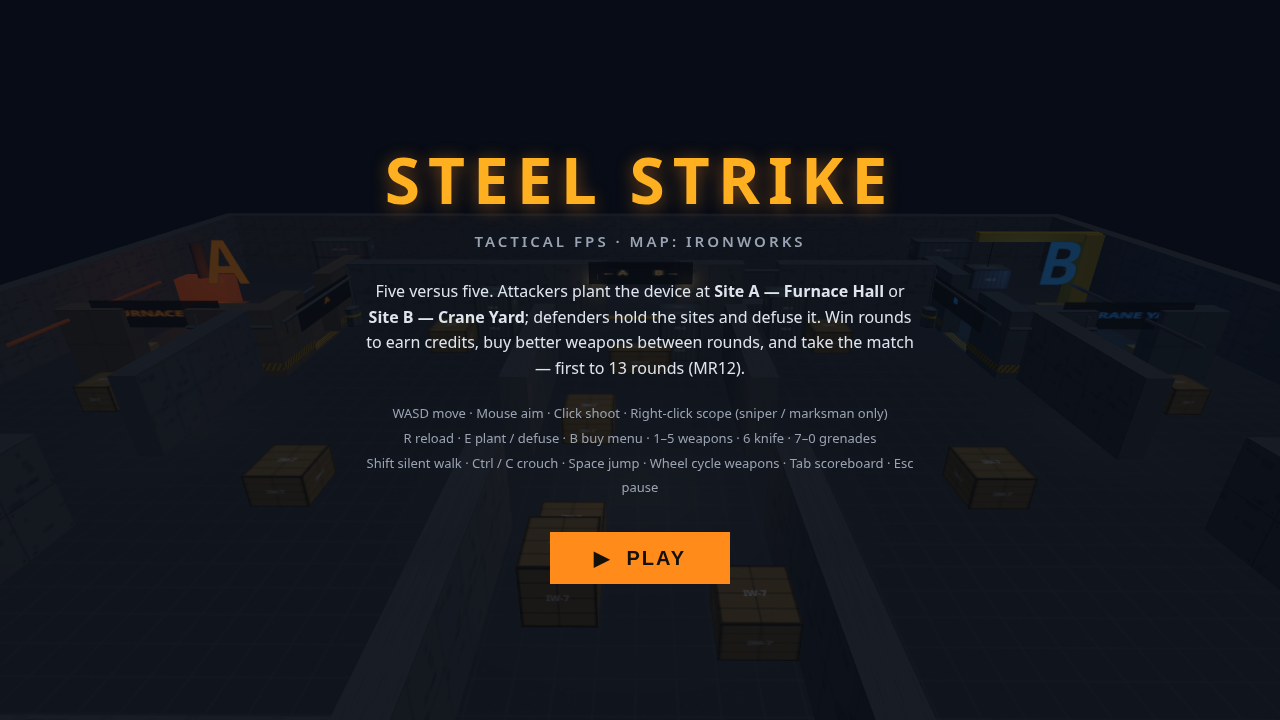 STEEL STRIKE
TACTICAL FPS · MAP: IRONWORKS
Five versus five. Attackers plant the device at Site A — Furnace Hall or
Site B — Crane Yard; defenders hold the sites and defuse it. Win rounds
to earn credits, buy better weapons between rounds, and take the match
— first to 13 rounds (MR12).
WASD move · Mouse aim · Click shoot · Right-click scope (sniper / marksman only)
R reload · E plant / defuse · B buy menu · 1–5 weapons · 6 knife · 7–0 grenades
Shift silent walk · Ctrl / C crouch · Space jump · Wheel cycle weapons · Tab scoreboard · Esc
pause
▶ PLAY
A
B
IW-7
IW-7